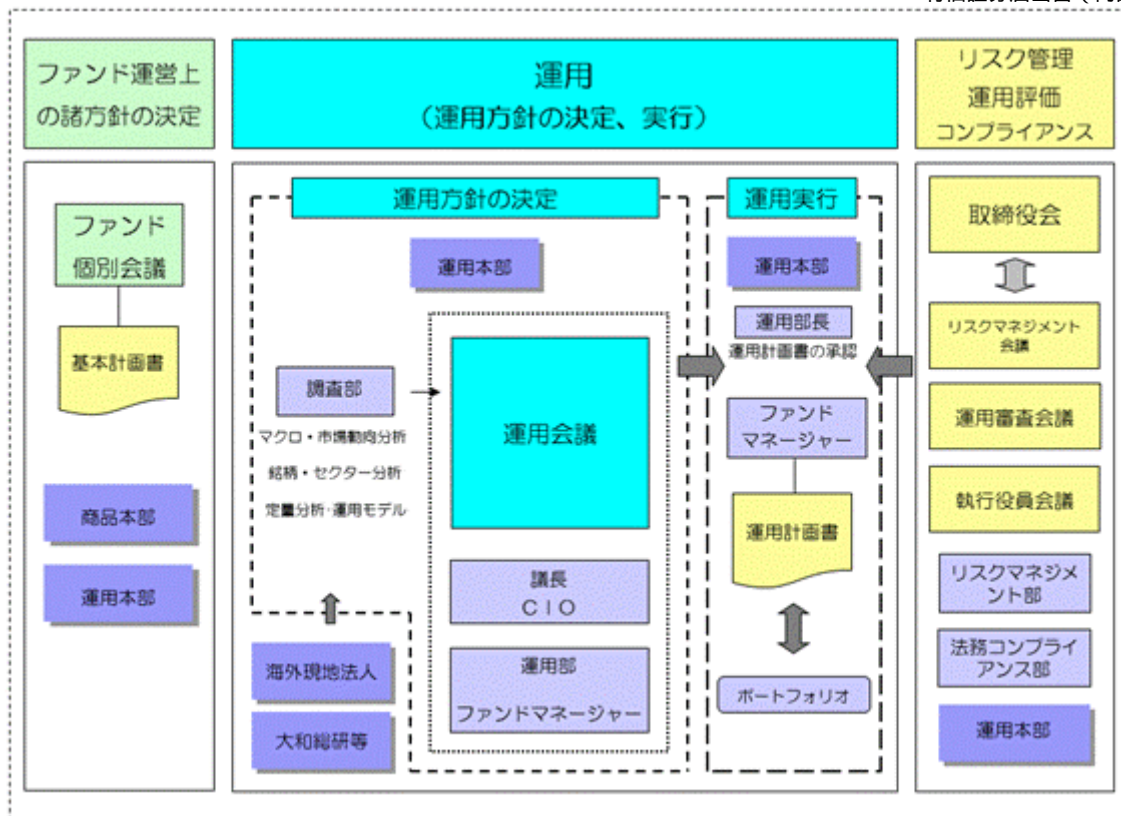 ファンド運営上
の諸方針の決定
運用
(運用方針の決定、実行)
リスク管理
運用評価
コンプライアンス
ファンド
個別会議
基本計画書
商品本部
運用本部
運用方針の決定
運用本部
調査部
マクロ・市場動向分析
銘柄・セクター分析
定量分析・運用モデル
海外現地法人
大和総研等
運用会議
議長
CIO
運用部
ファンドマネージャー
運用実行
運用本部
運用部長
運用計画書の承認
ファンド
マネージャー
運用計画書
ポートフォリオ
取締役会
リスクマネジメント
会議
運用審査会議
執行役員会議
リスクマネジメ
ント部
法務コンプライ
アンス部
運用本部